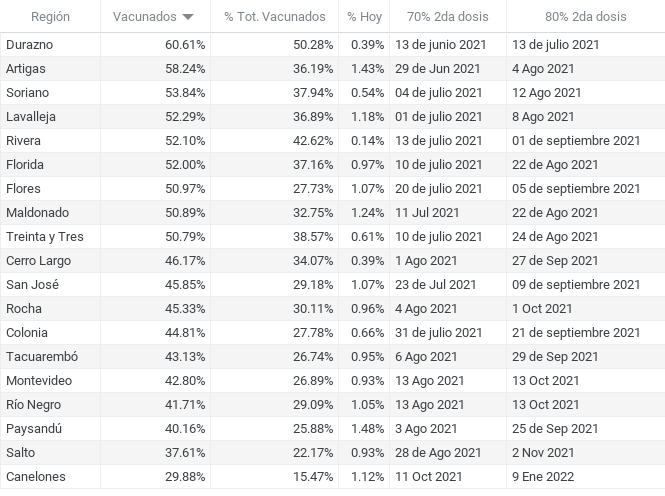 Región Vacunados % Tot. Vacunados % Hoy 70% 2da dosis 80% 2da dosis
Durazno 60.61% 50.28% 0.39% 13 de junio 2021 13 de julio 2021
Artigas 58.24% 36.19% 1.43% 29 de Jun 2021 4 Ago 2021
Soriano 53.84% 37.94% 0.54% 04 de julio 2021 12 Ago 2021
Lavalleja 52.29% 36.89% 1.18% 01 de julio 2021 8 Ago 2021
Rivera 52.10% 42.62% 0.14% 13 de julio 2021 01 de septiembre 2021
Florida 52.00% 37.16% 0.97% 10 de julio 2021 22 de Ago 2021
Flores 50.97% 27.73% 1.07% 20 de julio 2021 05 de septiembre 2021
Maldonado 50.89% 32.75% 1.24% 11 Jul 2021 22 de Ago 2021
Treinta y Tres 50.79% 38.57% 0.61% 10 de julio 2021 24 de Ago 2021
Cerro Largo 46.17% 34.07% 0.39% 1 Ago 2021 27 de Sep 2021
San José 45.85% 29.18% 1.07% 23 de Jul 2021 09 de septiembre 2021
Rocha 45.33% 30.11% 0.96% 4 Ago 2021 1 Oct 2021
Colonia 44.81% 27.78% 0.66% 31 de julio 2021 21 de septiembre 2021
Tacuarembó 43.13% 26.74% 0.95% 6 Ago 2021 29 de Sep 2021
Montevideo 42.80% 26.89% 0.93% 13 Ago 2021 13 Oct 2021
Río Negro 41.71% 29.09% 1.05% 13 Ago 2021 13 Oct 2021
Paysandú 40.16% 25.88% 1.48% 3 Ago 2021 25 de Sep 2021
Salto 37.61% 22.17% 0.93% 28 de Ago 2021 2 Nov 2021
Canelones 29.88% 15.47% 1.12% 11 Oct 2021 9 Ene 2022